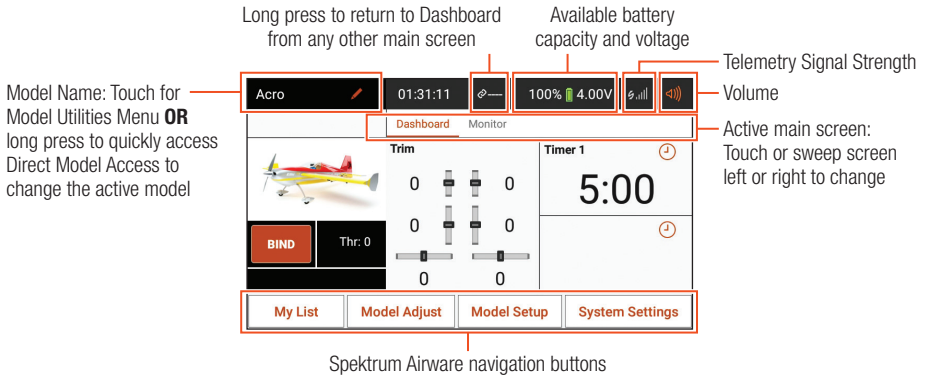 Long press to return to Dashboard
from any other main screen
Available battery
capacity and voltage
Telemetry Signal Strength
Volume
Model Name: Touch for
Model Utilities Menu OR
long press to quickly access
Direct Model Access to
change the active model
Active main screen:
Touch or sweep screen
left or right to change
Acro
01:31:11
----
100% 4.00V
Dashboard Monitor
Trim
Timer 1
0 0
5:00
0 0
BIND
Thr: 0
0 0
My List Model Adjust Model Setup System Settings
Spektrum Airware navigation buttons